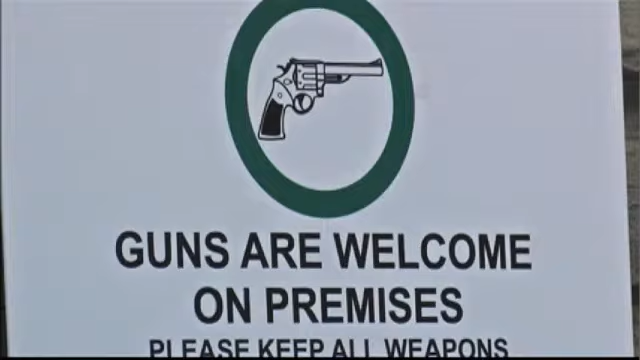 GUNS ARE WELCOME
ON PREMISES
PLEASE KEEP ALL WEAPONS